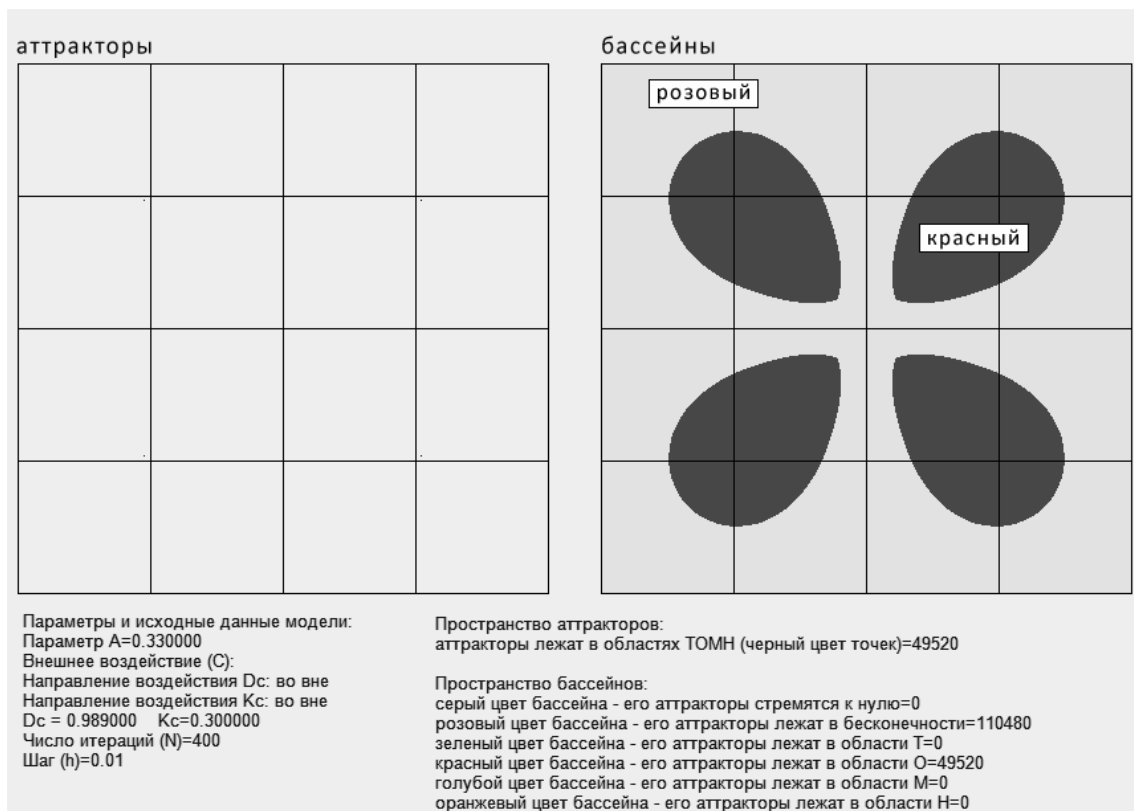 аттракторы
бассейны
розовый
красный
Параметры и исходные данные модели:
Параметр А=0.330000
Внешнее воздействие (С):
Направление воздействия Dc: во вне
Направление воздействия Kc: во вне
Dc = 0.989000 Kc=0.300000
Число итераций (N)=400
Шаг (h)=0.01
Пространство аттракторов:
аттракторы лежат в областях ТОМН (черный цвет точек)=49520
Пространство бассейнов:
серый цвет бассейна - его аттракторы стремятся к нулю=0
розовый цвет бассейна - его аттракторы лежат в бесконечности=110480
зеленый цвет бассейна - его аттракторы лежат в области Т=0
красный цвет бассейна - его аттракторы лежат в области О=49520
голубой цвет бассейна - его аттракторы лежат в области М=0
оранжевый цвет бассейна - его аттракторы лежат в области Н=0